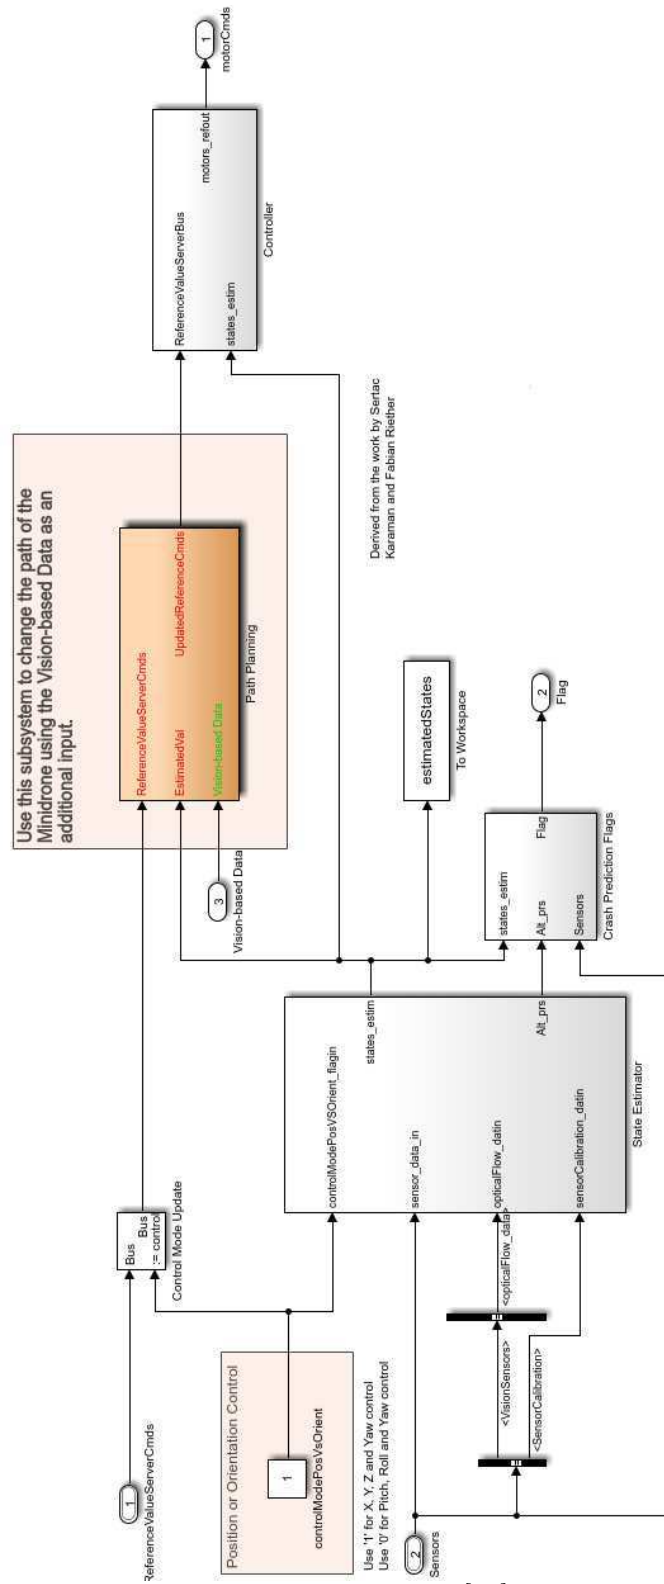 ReferenceValueServerCmds
1
Position or Orientation Control
1
controlModePosVsOrient
Use '1' for X, Y, Z and Yaw control
Use '0' for Pitch, Roll and Yaw control
2
Sensors
<VisionSensors>
<SensorCalibration>
<opticalFlow_data>
Bus
Bus
:= control
Control Mode Update
controlModePosVSOrient_flagin
sensor_data_in
opticalFlow_datin
sensorCalibration_datin
states_estim
Alt_prs
State Estimator
Use this subsystem to change the path of the
Minidrone using the Vision-based Data as an
additional input.
3
Vision-based Data
ReferenceValueServerCmds
EstimatedVal
Vision-based Data
UpdatedReferenceCmds
Path Planning
states_estim
Alt_prs
Sensors
Flag
Crash Prediction Flags
estimatedStates
To Workspace
2
Flag
Derived from the work by Sertac
Karaman and Fabian Riether
ReferenceValueServerBus
states_estim
motors_refout
Controller
1
motorCmds